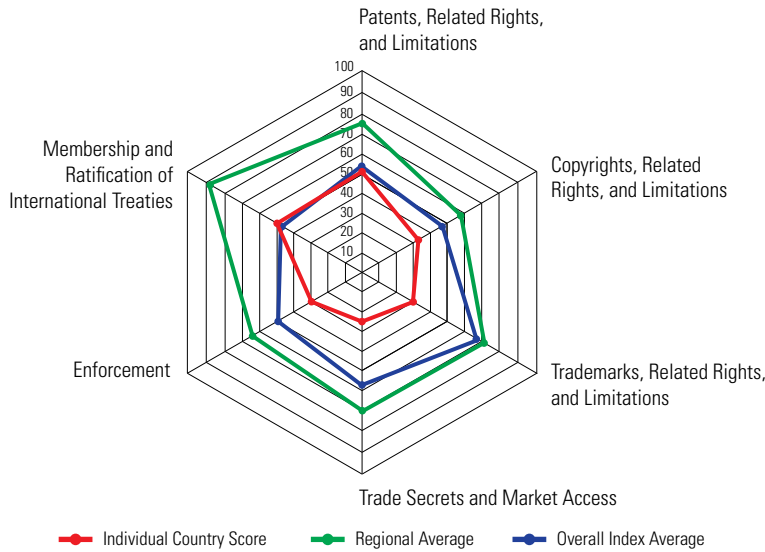 Patents, Related Rights,
and Limitations
100
90
80
70
60
50
40
30
20
10
Membership and
Ratification of
International Treaties
Copyrights, Related
Rights, and Limitations
Enforcement
Trademarks, Related Rights,
and Limitations
Trade Secrets and Market Access
Individual Country Score
Regional Average
Overall Index Average